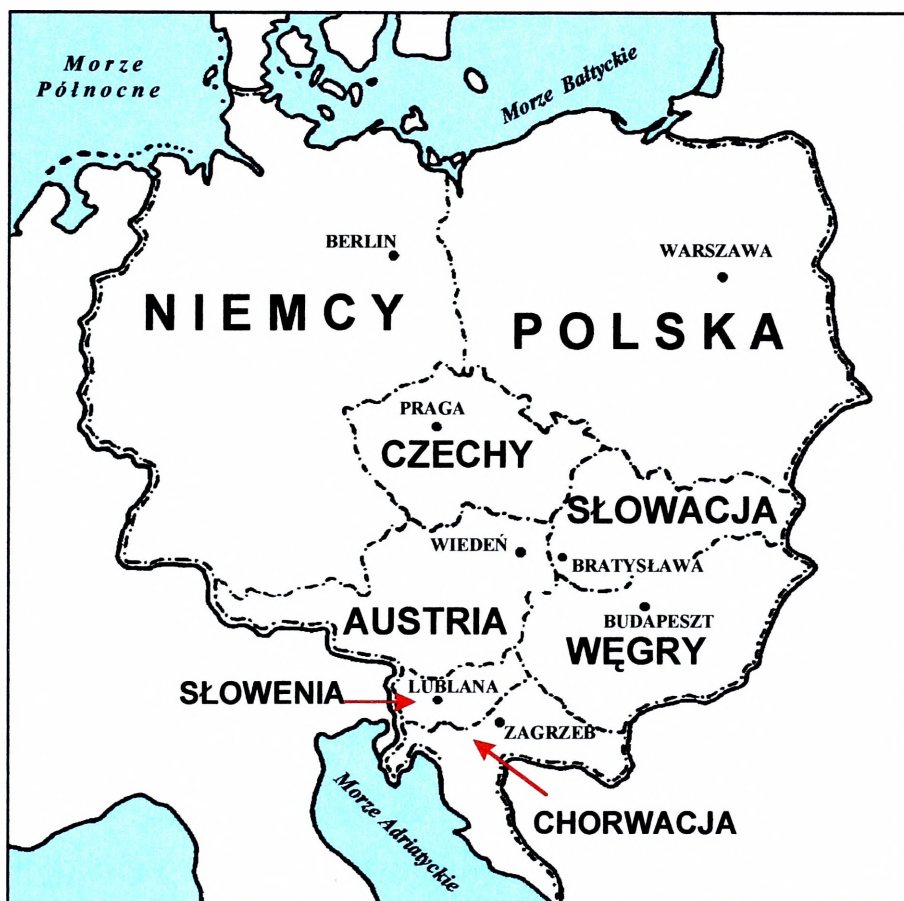 Morze
Północne
Morze Bałtyckie
BERLIN
WARSZAWA
NIEMCY
POLSKA
PRAGA
CZECHY
SŁOWACJA
WIEDEŃ
BRATYSŁAWA
AUSTRIA
BUDAPESZT
WĘGRY
SŁOWENIA
LUBLANA
ZAGRZEB
Morze Adriatyckie
CHORWACJA